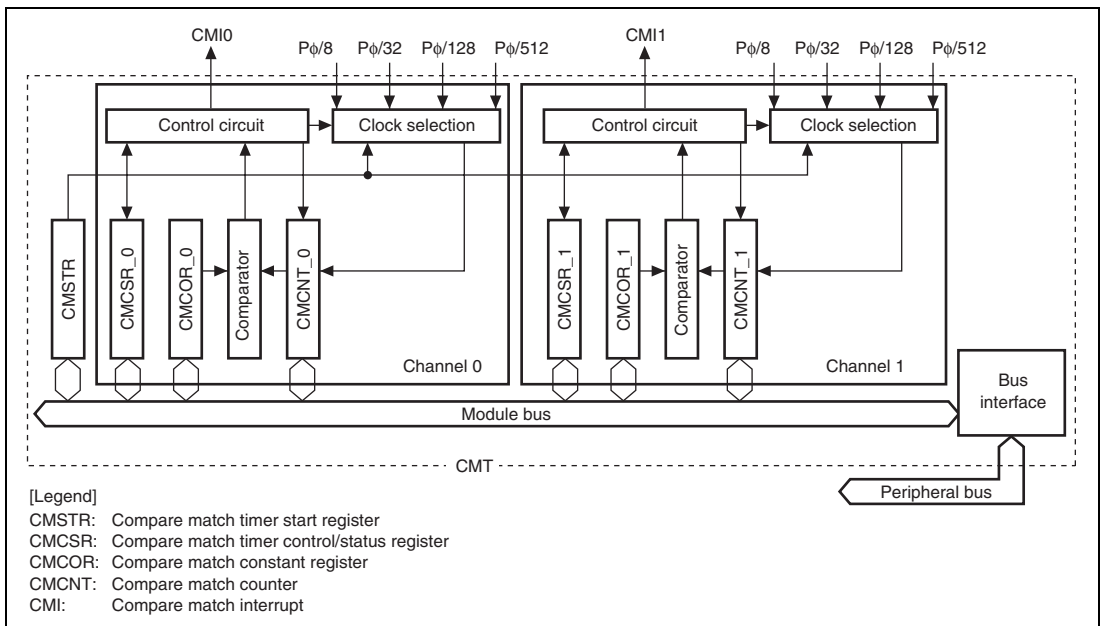 CMI0 Pϕ/8 Pϕ/32 Pϕ/128 Pϕ/512 CMI1 Pϕ/8 Pϕ/32 Pϕ/128 Pϕ/512
Control circuit Clock selection Control circuit Clock selection
CMSTR
CMCSR_0
CMCOR_0
Comparator
CMCNT_0
CMCSR_1
CMCOR_1
Comparator
CMCNT_1
Channel 0
Channel 1
Bus
interface
Module bus
CMT
Peripheral bus
[Legend]
CMSTR: Compare match timer start register
CMCSR: Compare match timer control/status register
CMCOR: Compare match constant register
CMCNT: Compare match counter
CMI: Compare match interrupt